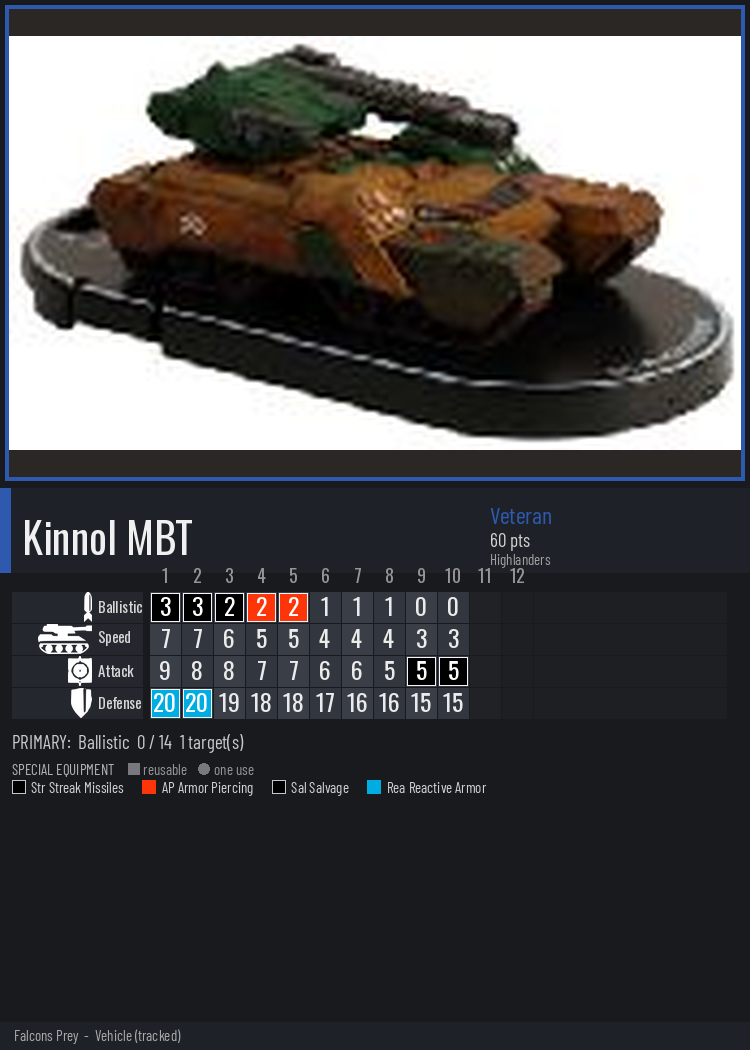 Kinnol MBT
Veteran
60 pts
Highlanders
1 2 3 4 5 6 7 8 9 10 11 12
Ballistic 3 3 2 2 2 1 1 1 0 0
Speed 7 7 6 5 5 4 4 4 3 3
Attack 9 8 8 7 7 6 6 5 5 5
Defense 20 20 19 18 18 17 16 16 15 15
PRIMARY: Ballistic 0 / 14 1 target(s)
SPECIAL EQUIPMENT reusable one use
Str Streak Missiles AP Armor Piercing Sal Salvage Rea Reactive Armor
Falcons Prey - Vehicle (tracked)